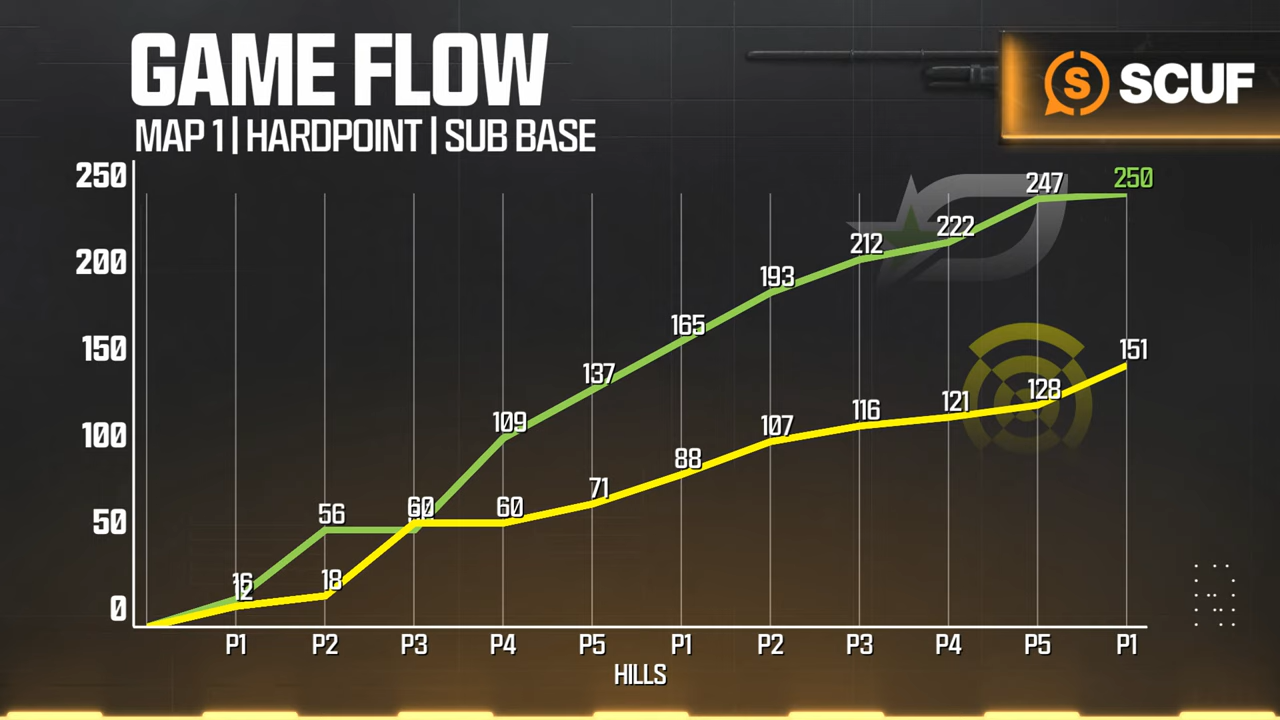 GAME FLOW
SCUF
MAP 1 | HARDPOINT | SUB BASE
250
200
150
100
50
0
16
56
109
137
165
193
212
222
247
250
12
18
60
60
71
88
107
116
121
128
151
P1
P2
P3
P4
P5
P1
P2
P3
P4
P5
P1
HILLS